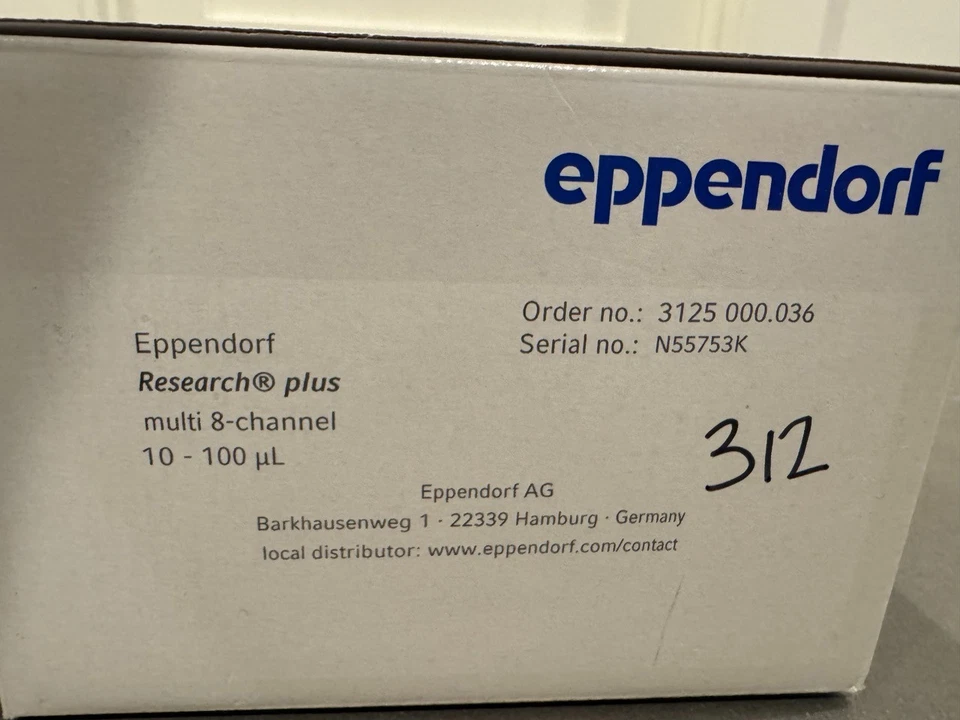 eppendorf
Order no.: 3125 000.036
Serial no.: N55753K
Eppendorf
Research® plus
multi 8-channel
10 - 100 µL
312
Eppendorf AG
Barkhausenweg 1 · 22339 Hamburg · Germany
local distributor: www.eppendorf.com/contact